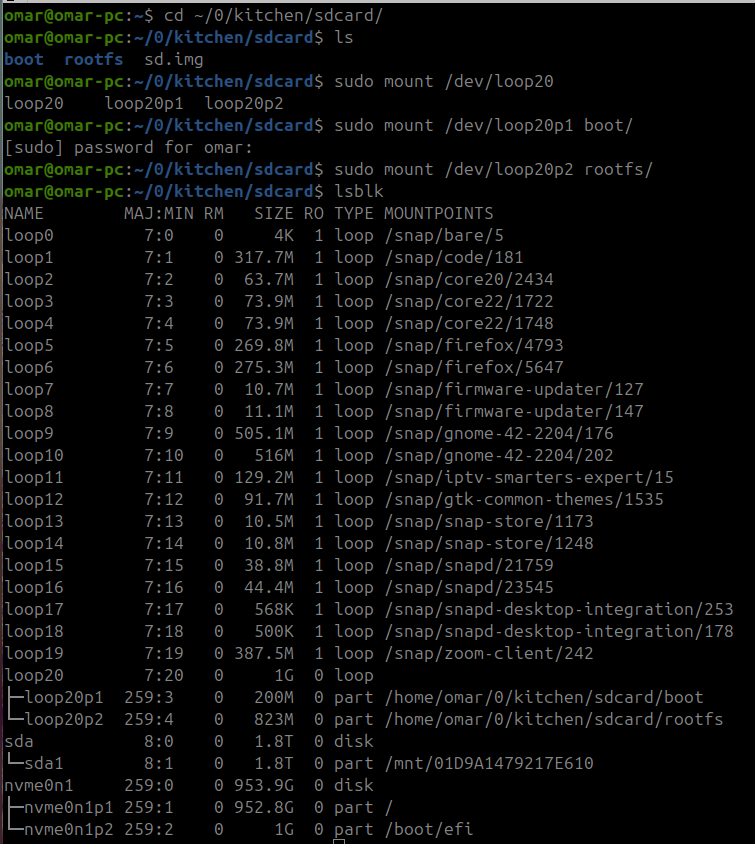 omar@omar-pc:~$ cd ~/0/kitchen/sdcard/
omar@omar-pc:~/0/kitchen/sdcard$ ls
boot  rootfs  sd.img
omar@omar-pc:~/0/kitchen/sdcard$ sudo mount /dev/loop20
loop20    loop20p1  loop20p2
omar@omar-pc:~/0/kitchen/sdcard$ sudo mount /dev/loop20p1 boot/
[sudo] password for omar:
omar@omar-pc:~/0/kitchen/sdcard$ sudo mount /dev/loop20p2 rootfs/
omar@omar-pc:~/0/kitchen/sdcard$ lsblk
NAME        MAJ:MIN RM   SIZE RO TYPE MOUNTPOINTS
loop0         7:0    0     4K  1 loop /snap/bare/5
loop1         7:1    0 317.7M  1 loop /snap/code/181
loop2         7:2    0  63.7M  1 loop /snap/core20/2434
loop3         7:3    0  73.9M  1 loop /snap/core22/1722
loop4         7:4    0  73.9M  1 loop /snap/core22/1748
loop5         7:5    0 269.8M  1 loop /snap/firefox/4793
loop6         7:6    0 275.3M  1 loop /snap/firefox/5647
loop7         7:7    0  10.7M  1 loop /snap/firmware-updater/127
loop8         7:8    0  11.1M  1 loop /snap/firmware-updater/147
loop9         7:9    0 505.1M  1 loop /snap/gnome-42-2204/176
loop10        7:10   0   516M  1 loop /snap/gnome-42-2204/202
loop11        7:11   0 129.2M  1 loop /snap/iptv-smarters-expert/15
loop12        7:12   0  91.7M  1 loop /snap/gtk-common-themes/1535
loop13        7:13   0  10.5M  1 loop /snap/snap-store/1173
loop14        7:14   0  10.8M  1 loop /snap/snap-store/1248
loop15        7:15   0  38.8M  1 loop /snap/snapd/21759
loop16        7:16   0  44.4M  1 loop /snap/snapd/23545
loop17        7:17   0   568K  1 loop /snap/snapd-desktop-integration/253
loop18        7:18   0   500K  1 loop /snap/snapd-desktop-integration/178
loop19        7:19   0 387.5M  1 loop /snap/zoom-client/242
loop20        7:20   0     1G  0 loop
├─loop20p1  259:3    0   200M  0 part /home/omar/0/kitchen/sdcard/boot
└─loop20p2  259:4    0   823M  0 part /home/omar/0/kitchen/sdcard/rootfs
sda           8:0    0   1.8T  0 disk
└─sda1        8:1    0   1.8T  0 part /mnt/01D9A1479217E610
nvme0n1     259:0    0 953.9G  0 disk
├─nvme0n1p1 259:1    0 952.8G  0 part /
└─nvme0n1p2 259:2    0     1G  0 part /boot/efi